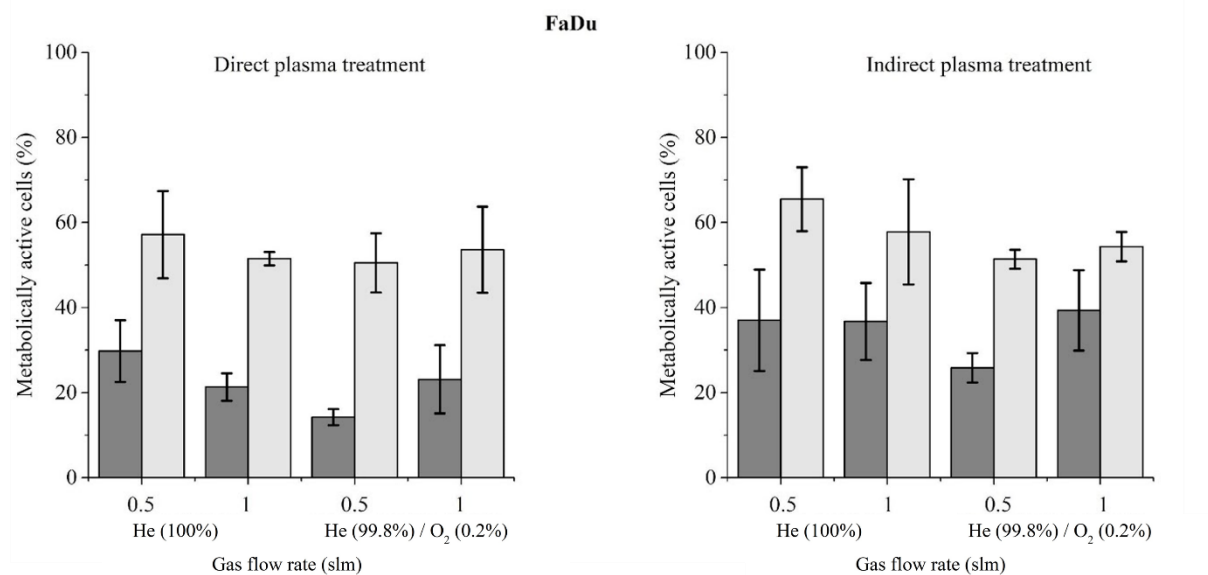 FaDu
Direct plasma treatment
Metabolically active cells (%)
100
80
60
40
20
0
0.5 1 0.5 1
He (100%) He (99.8%) / O₂ (0.2%)
Gas flow rate (slm)
Indirect plasma treatment
Metabolically active cells (%)
100
80
60
40
20
0
0.5 1 0.5 1
He (100%) He (99.8%) / O₂ (0.2%)
Gas flow rate (slm)